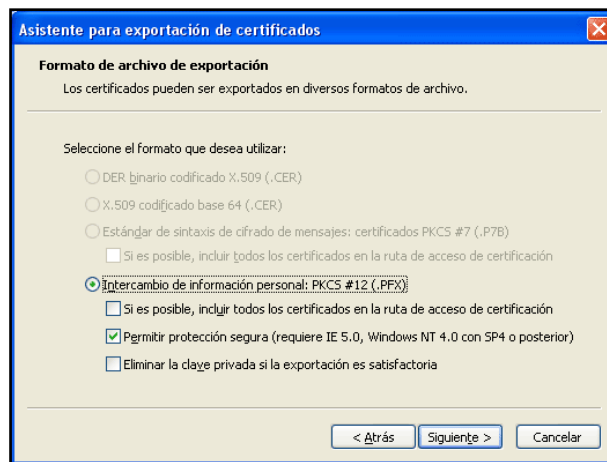 Asistente para exportación de certificados
Formato de archivo de exportación
Los certificados pueden ser exportados en diversos formatos de archivo.
Seleccione el formato que desea utilizar:
DER binario codificado X.509 (.CER)
X.509 codificado base 64 (.CER)
Estándar de sintaxis de cifrado de mensajes: certificados PKCS #7 (.P7B)
Si es posible, incluir todos los certificados en la ruta de acceso de certificación
Intercambio de información personal: PKCS #12 (.PFX)
Si es posible, incluir todos los certificados en la ruta de acceso de certificación
Permitir protección segura (requiere IE 5.0, Windows NT 4.0 con SP4 o posterior)
Eliminar la clave privada si la exportación es satisfactoria
< Atrás Siguiente > Cancelar